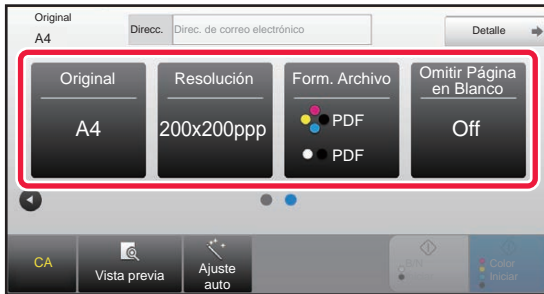 Original
A4
Direcc.
Direc. de correo electrónico
Detalle
Original
A4
Resolución
200x200ppp
Form. Archivo
PDF
PDF
Omitir Página
en Blanco
Off
CA
Vista previa
Ajuste
auto
B/N
Iniciar
Color
Iniciar